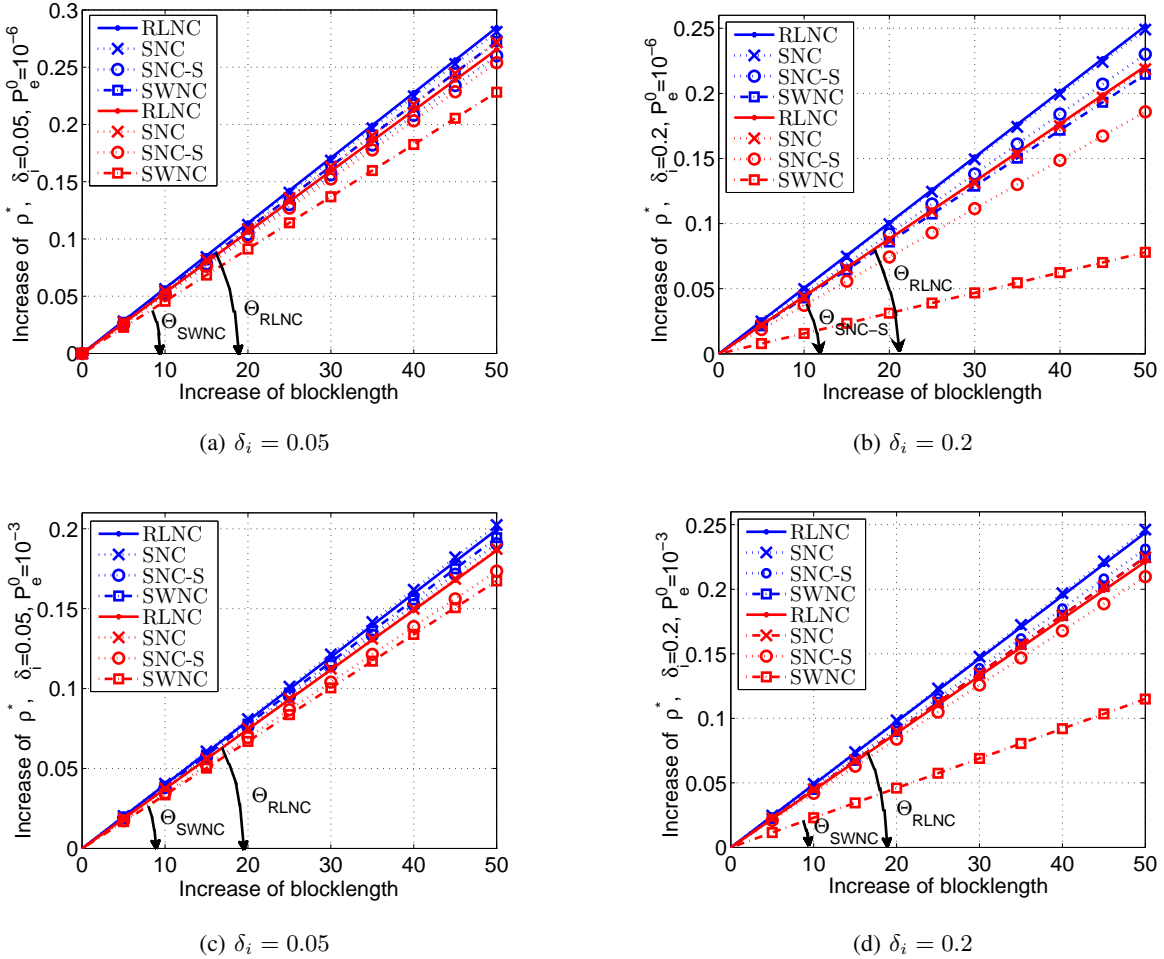 Increase of ρ*, δi=0.05, Pe0=10−6
0.3
0.25
0.2
0.15
0.1
0.05
0
RLNC
SNC
SNC-S
SWNC
RLNC
SNC
SNC-S
SWNC
ΘSWNC
ΘRLNC
0 10 20 30 40 50
Increase of blocklength
(a) δi = 0.05
Increase of ρ*, δi=0.2, Pe0=10−6
0.25
0.2
0.15
0.1
0.05
0
RLNC
SNC
SNC-S
SWNC
RLNC
SNC
SNC-S
SWNC
ΘRLNC
ΘSNC−S
0 10 20 30 40 50
Increase of blocklength
(b) δi = 0.2
Increase of ρ*, δi=0.05, Pe0=10−3
0.2
0.15
0.1
0.05
0
RLNC
SNC
SNC-S
SWNC
RLNC
SNC
SNC-S
SWNC
ΘSWNC
ΘRLNC
0 10 20 30 40 50
Increase of blocklength
(c) δi = 0.05
Increase of ρ*, δi=0.2, Pe0=10−3
0.25
0.2
0.15
0.1
0.05
0
RLNC
SNC
SNC-S
SWNC
RLNC
SNC
SNC-S
SWNC
ΘRLNC
ΘSWNC
0 10 20 30 40 50
Increase of blocklength
(d) δi = 0.2